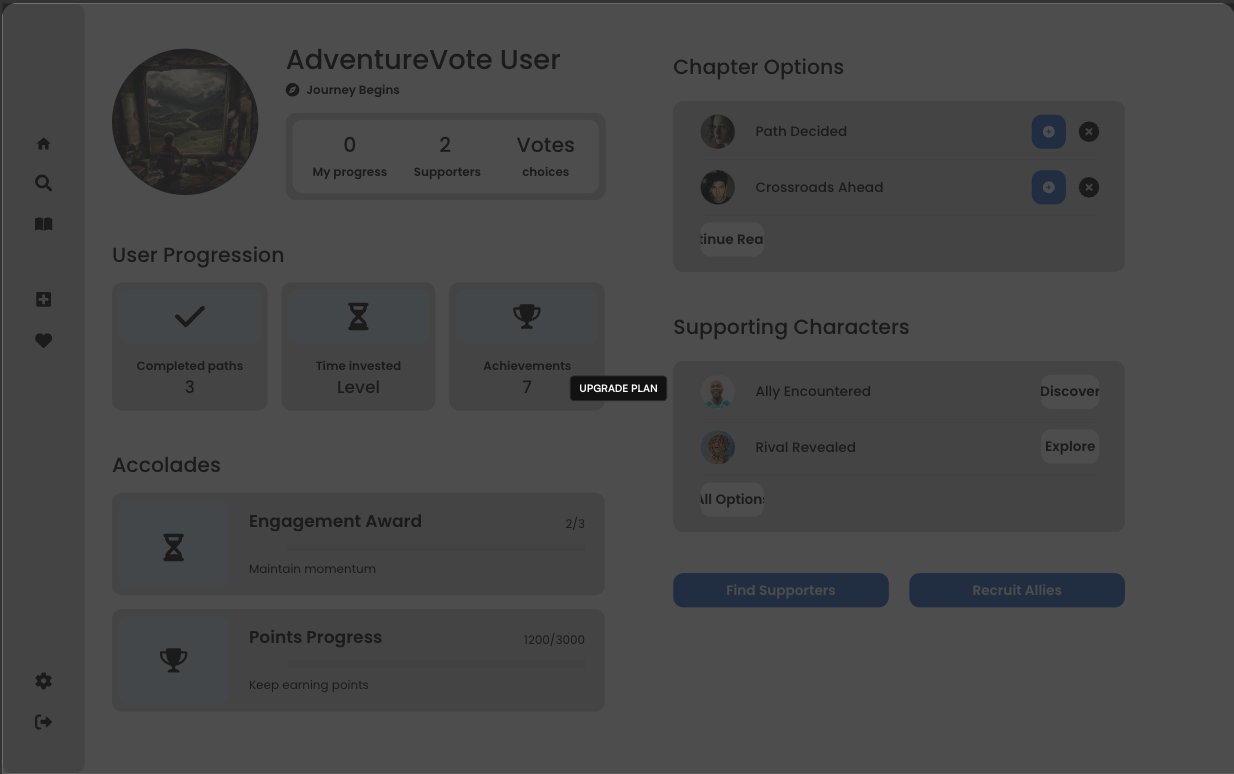 AdventureVote User
Journey Begins
0
My progress
2
Supporters
Votes
choices
User Progression
Completed paths
3
Time invested
Level
Achievements
7
UPGRADE PLAN
Accolades
Engagement Award
2/3
Maintain momentum
Points Progress
1200/3000
Keep earning points
Chapter Options
Path Decided
Crossroads Ahead
tinue Rea
Supporting Characters
Ally Encountered
Discover
Rival Revealed
Explore
All Options
Find Supporters
Recruit Allies